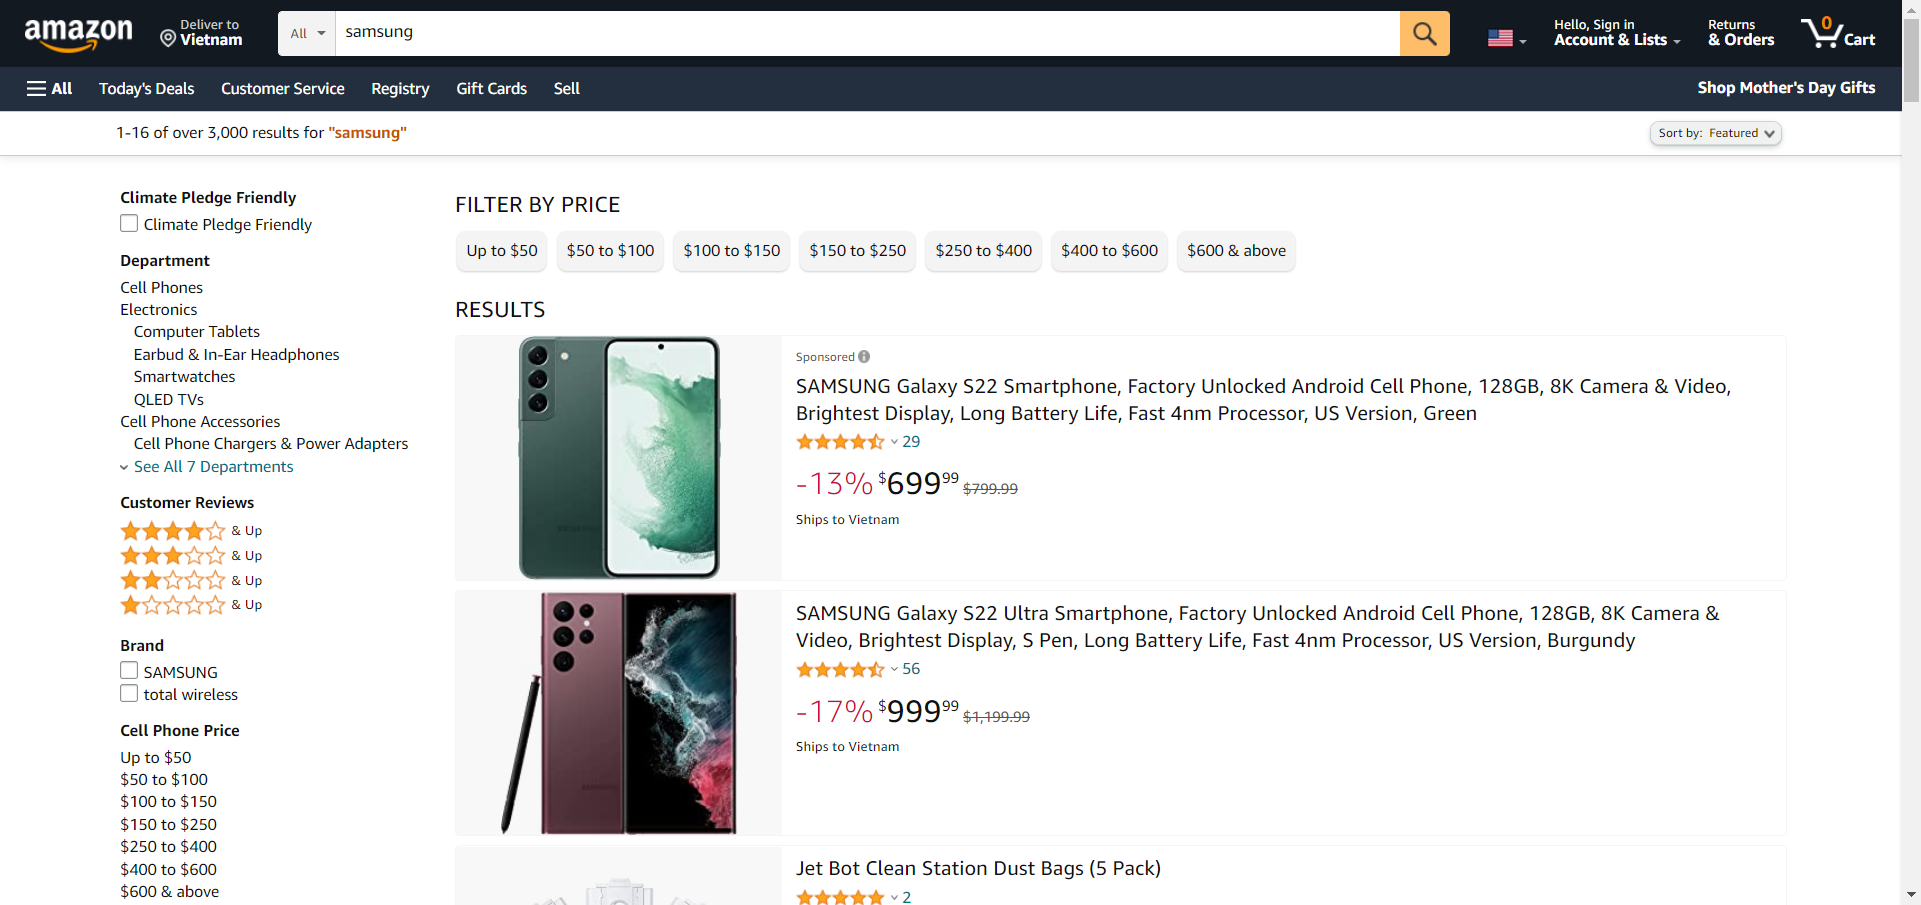 amazon
Deliver to
Vietnam
All
samsung
Hello, Sign in
Account & Lists
Returns
& Orders
0
Cart
All
Today's Deals
Customer Service
Registry
Gift Cards
Sell
Shop Mother's Day Gifts
1-16 of over 3,000 results for "samsung"
Sort by: Featured
Climate Pledge Friendly
Climate Pledge Friendly
Department
Cell Phones
Electronics
Computer Tablets
Earbud & In-Ear Headphones
Smartwatches
QLED TVs
Cell Phone Accessories
Cell Phone Chargers & Power Adapters
See All 7 Departments
Customer Reviews
& Up
& Up
& Up
& Up
Brand
SAMSUNG
total wireless
Cell Phone Price
Up to $50
$50 to $100
$100 to $150
$150 to $250
$250 to $400
$400 to $600
$600 & above
FILTER BY PRICE
Up to $50
$50 to $100
$100 to $150
$150 to $250
$250 to $400
$400 to $600
$600 & above
RESULTS
Sponsored
SAMSUNG Galaxy S22 Smartphone, Factory Unlocked Android Cell Phone, 128GB, 8K Camera & Video,
Brightest Display, Long Battery Life, Fast 4nm Processor, US Version, Green
29
-13% $699.99 $799.99
Ships to Vietnam
SAMSUNG Galaxy S22 Ultra Smartphone, Factory Unlocked Android Cell Phone, 128GB, 8K Camera &
Video, Brightest Display, S Pen, Long Battery Life, Fast 4nm Processor, US Version, Burgundy
56
-17% $999.99 $1,199.99
Ships to Vietnam
Jet Bot Clean Station Dust Bags (5 Pack)
2